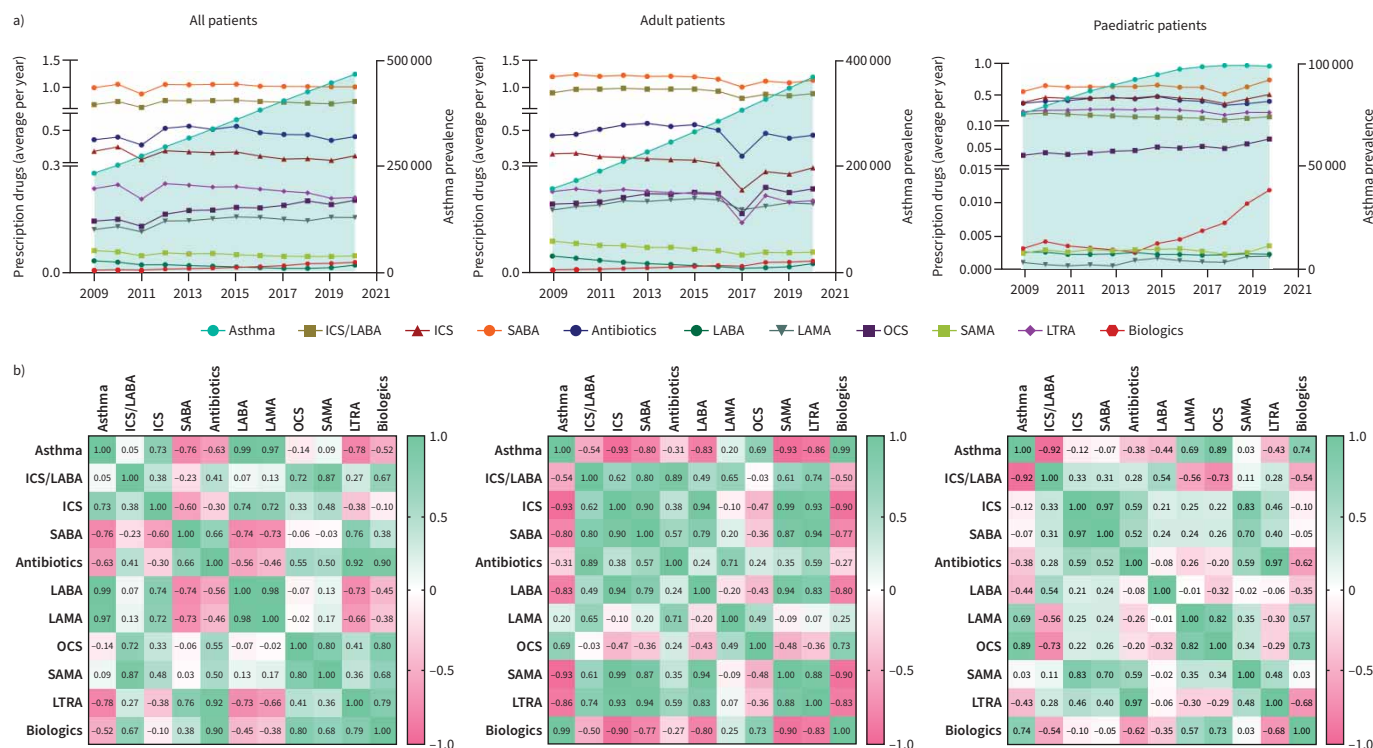 a)
All patients
Prescription drugs (average per year)
1.5
1.0
0.5
0.3
0.0
500 000
250 000
0
Asthma prevalence
2009 2011 2013 2015 2017 2019 2021
Adult patients
Prescription drugs (average per year)
1.5
1.0
0.5
0.3
0.0
400 000
200 000
0
Asthma prevalence
2009 2011 2013 2015 2017 2019 2021
Paediatric patients
Prescription drugs (average per year)
1.0
0.5
0.10
0.05
0.015
0.010
0.005
0.000
100 000
50 000
0
Asthma prevalence
2009 2011 2013 2015 2017 2019 2021
Asthma ICS/LABA ICS SABA Antibiotics LABA LAMA OCS SAMA LTRA Biologics
b)
Asthma ICS/LABA ICS SABA Antibiotics LABA LAMA OCS SAMA LTRA Biologics
Asthma 1.00 0.05 0.73 −0.76 −0.63 0.99 0.97 −0.14 0.09 −0.78 −0.52
ICS/LABA 0.05 1.00 0.38 −0.23 0.41 0.07 0.13 0.72 0.87 0.27 0.67
ICS 0.73 0.38 1.00 −0.60 −0.30 0.74 0.72 0.33 0.48 −0.38 −0.10
SABA −0.76 −0.23 −0.60 1.00 0.66 −0.74 −0.73 −0.06 −0.03 0.76 0.38
Antibiotics −0.63 0.41 −0.30 0.66 1.00 −0.56 −0.46 0.55 0.50 0.92 0.90
LABA 0.99 0.07 0.74 −0.74 −0.56 1.00 0.98 −0.07 0.13 −0.73 −0.45
LAMA 0.97 0.13 0.72 −0.73 −0.46 0.98 1.00 −0.02 0.17 −0.66 −0.38
OCS −0.14 0.72 0.33 −0.06 0.55 −0.07 −0.02 1.00 0.80 0.41 0.80
SAMA 0.09 0.87 0.48 0.03 0.50 0.13 0.17 0.80 1.00 0.36 0.68
LTRA −0.78 0.27 −0.38 0.76 0.92 −0.73 −0.66 0.41 0.36 1.00 0.79
Biologics −0.52 0.67 −0.10 0.38 0.90 −0.45 −0.38 0.80 0.68 0.79 1.00
1.0
0.5
0
−0.5
−1.0
Asthma ICS/LABA ICS SABA Antibiotics LABA LAMA OCS SAMA LTRA Biologics
Asthma 1.00 −0.54 −0.93 −0.80 −0.31 −0.83 0.20 0.69 −0.93 −0.86 0.99
ICS/LABA −0.54 1.00 0.62 0.80 0.89 0.49 0.65 −0.03 0.61 0.74 −0.50
ICS −0.93 0.62 1.00 0.90 0.38 0.94 −0.10 −0.47 0.99 0.93 −0.90
SABA −0.80 0.80 0.90 1.00 0.57 0.79 0.20 −0.36 0.87 0.94 −0.77
Antibiotics −0.31 0.89 0.38 0.57 1.00 0.24 0.71 0.24 0.35 0.59 −0.27
LABA −0.83 0.49 0.94 0.79 0.24 1.00 −0.20 −0.43 0.94 0.83 −0.80
LAMA 0.20 0.65 −0.10 0.20 0.71 −0.20 1.00 0.49 −0.09 0.07 0.25
OCS 0.69 −0.03 −0.47 −0.36 0.24 −0.43 0.49 1.00 −0.48 −0.36 0.73
SAMA −0.93 0.61 0.99 0.87 0.35 0.94 −0.09 −0.48 1.00 0.88 −0.90
LTRA −0.86 0.74 0.93 0.94 0.59 0.83 0.07 −0.36 0.88 1.00 −0.83
Biologics 0.99 −0.50 −0.90 −0.77 −0.27 −0.80 0.25 0.73 −0.90 −0.83 1.00
1.0
0.5
0
−0.5
−1.0
Asthma ICS/LABA ICS SABA Antibiotics LABA LAMA OCS SAMA LTRA Biologics
Asthma 1.00 −0.92 −0.12 −0.07 −0.38 −0.44 0.69 0.89 0.03 −0.43 0.74
ICS/LABA −0.92 1.00 0.33 0.31 0.28 0.54 −0.56 −0.73 0.11 0.28 −0.54
ICS −0.12 0.33 1.00 0.97 0.59 0.21 0.25 0.22 0.83 0.46 −0.10
SABA −0.07 0.31 0.97 1.00 0.52 0.24 0.24 0.26 0.70 0.40 −0.05
Antibiotics −0.38 0.28 0.59 0.52 1.00 −0.08 −0.26 −0.20 0.59 0.97 −0.62
LABA −0.44 0.54 0.21 0.24 −0.08 1.00 −0.01 −0.32 −0.02 −0.06 −0.35
LAMA 0.69 −0.56 0.25 0.24 −0.26 −0.01 1.00 0.82 0.35 −0.30 0.57
OCS 0.89 −0.73 0.22 0.26 −0.20 −0.32 0.82 1.00 0.34 −0.29 0.73
SAMA 0.03 0.11 0.83 0.70 0.59 −0.02 0.35 0.34 1.00 0.48 0.03
LTRA −0.43 0.28 0.46 0.40 0.97 −0.06 −0.30 −0.29 0.48 1.00 −0.68
Biologics 0.74 −0.54 −0.10 −0.05 −0.62 −0.35 0.57 0.73 0.03 −0.68 1.00
1.0
0.5
0
−0.5
−1.0